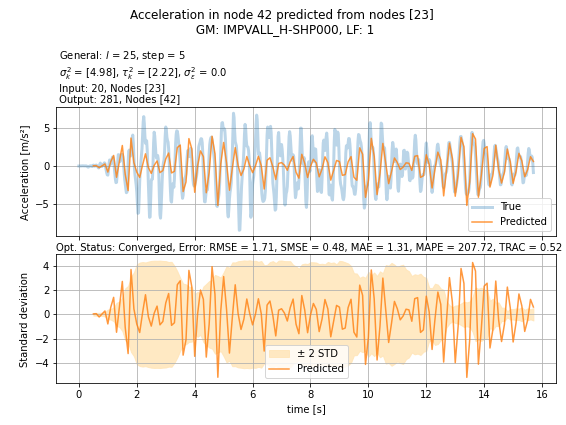 Acceleration in node 42 predicted from nodes [23]
GM: IMPVALL_H-SHP000, LF: 1
General: l = 25, step = 5
σ²ₖ = [4.98], τ²ₖ = [2.22], σ²ₑ = 0.0
Input: 20, Nodes [23]
Output: 281, Nodes [42]
Acceleration [m/s²]
5
0
−5
True
Predicted
Opt. Status: Converged, Error: RMSE = 1.71, SMSE = 0.48, MAE = 1.31, MAPE = 207.72, TRAC = 0.52
Standard deviation
4
2
0
−2
−4
± 2 STD
Predicted
0 2 4 6 8 10 12 14 16
time [s]